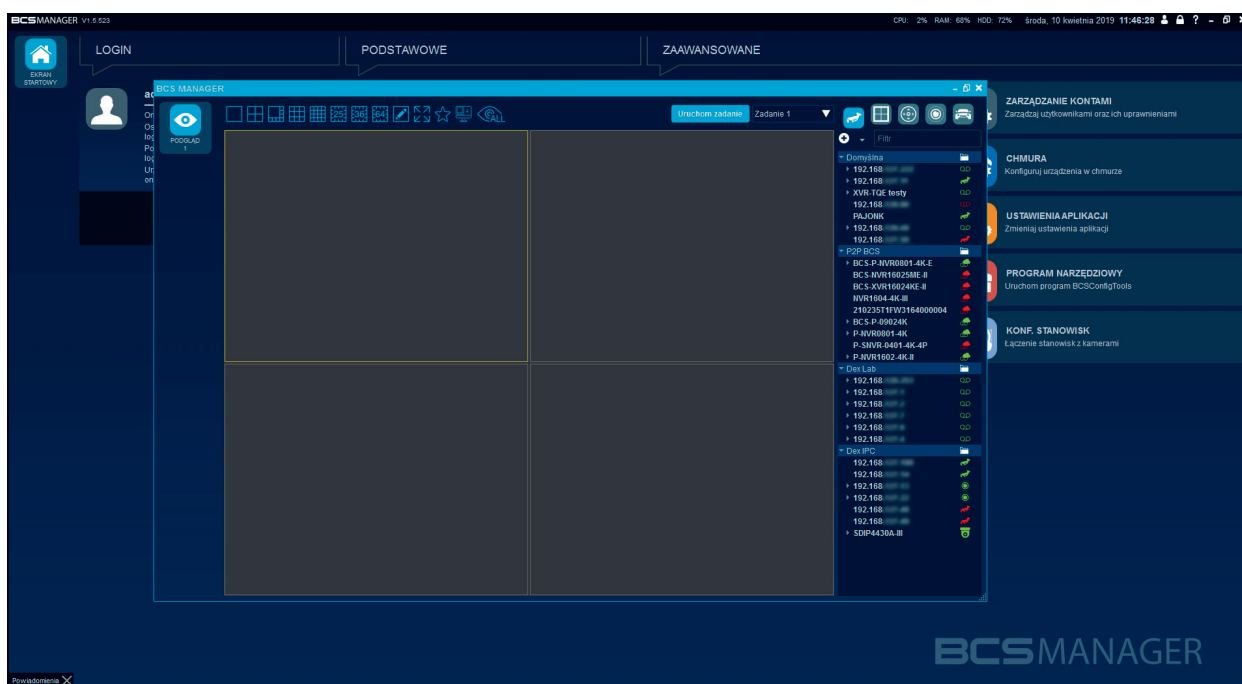 BCSMANAGER V1.5.523
CPU: 2% RAM: 68% HDD: 72% środa, 10 kwietnia 2019 11:46:28 ?
EKRAN STARTOWY
LOGIN
PODSTAWOWE
ZAAWANSOWANE
BCS MANAGER
PODGLĄD
1
25
36
64
ALL
Uruchom zadanie
Zadanie 1
Filtr
Domyślna
192.168
192.168
XVR-TQE testy
192.168
PAJONK
192.168
192.168
P2P BCS
BCS-P-NVR0801-4K-E
BCS-NVR16025ME-II
BCS-XVR16024KE-II
NVR1604-4K-III
210235T1FW3164000004
BCS-P-09024K
P-NVR0801-4K
P-SNVR-0401-4K-4P
P-NVR1602-4K-II
Dex Lab
192.168
192.168
192.168
192.168
192.168
192.168
Dex IPC
192.168
192.168
192.168
192.168
192.168
192.168
SDIP4430A-III
ZARZĄDZANIE KONTAMI
Zarządzaj użytkownikami oraz ich uprawnieniami
CHMURA
Konfiguruj urządzenia w chmurze
USTAWIENIA APLIKACJI
Zmieniaj ustawienia aplikacji
PROGRAM NARZĘDZIOWY
Uruchom program BCSConfigTools
KONF. STANOWISK
Łączenie stanowisk z kamerami
BCSMANAGER
Powiadomienia